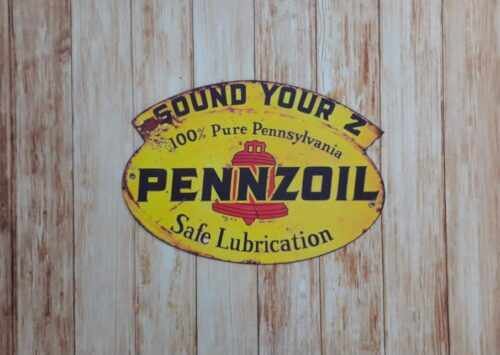 SOUND YOUR Z
100% Pure Pennsylvania
PENNZOIL
Safe Lubrication